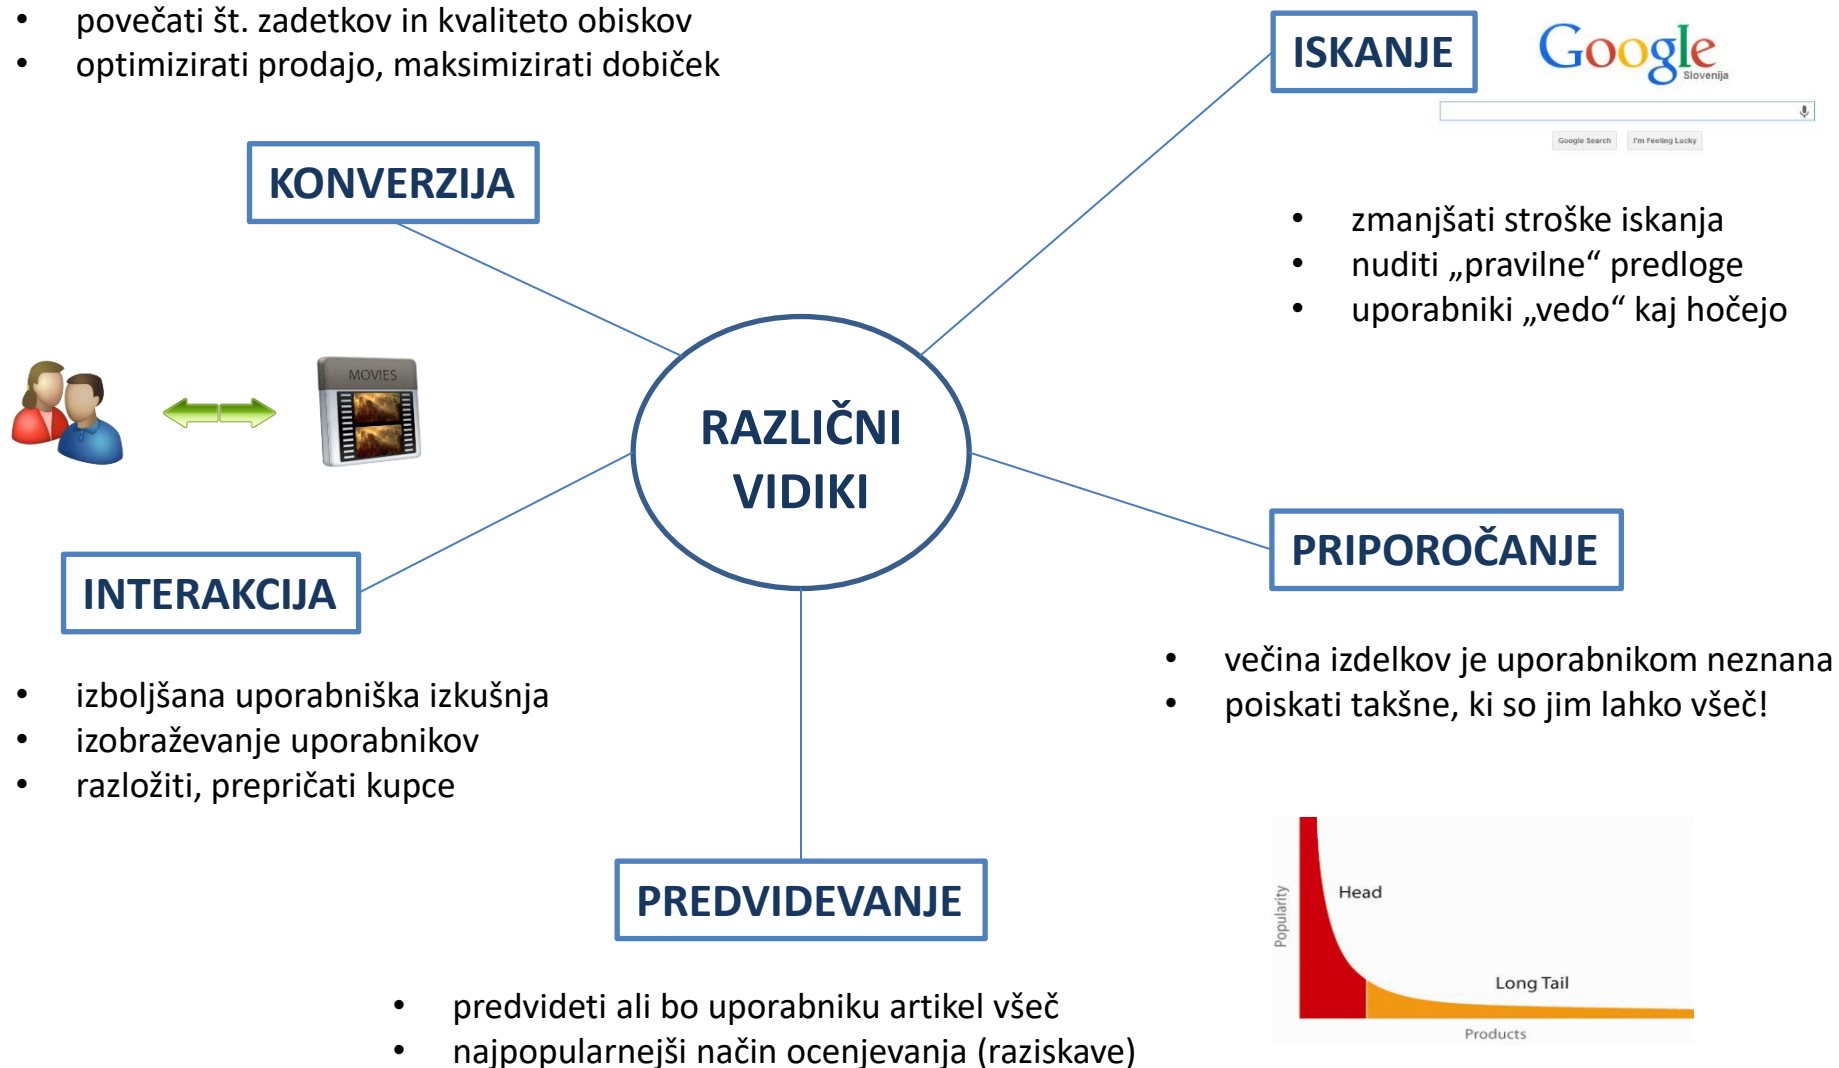 • povečati št. zadetkov in kvaliteto obiskov
• optimizirati prodajo, maksimizirati dobiček
KONVERZIJA
ISKANJE
Google
Slovenija
Google Search
I'm Feeling Lucky
• zmanjšati stroške iskanja
• nuditi „pravilne“ predloge
• uporabniki „vedo“ kaj hočejo
MOVIES
RAZLIČNI
VIDIKI
INTERAKCIJA
• izboljšana uporabniška izkušnja
• izobraževanje uporabnikov
• razložiti, prepričati kupce
PRIPOROČANJE
• večina izdelkov je uporabnikom neznana
• poiskati takšne, ki so jim lahko všeč!
PREDVIDEVANJE
• predvideti ali bo uporabniku artikel všeč
• najpopularnejši način ocenjevanja (raziskave)
Popularity
Head
Long Tail
Products